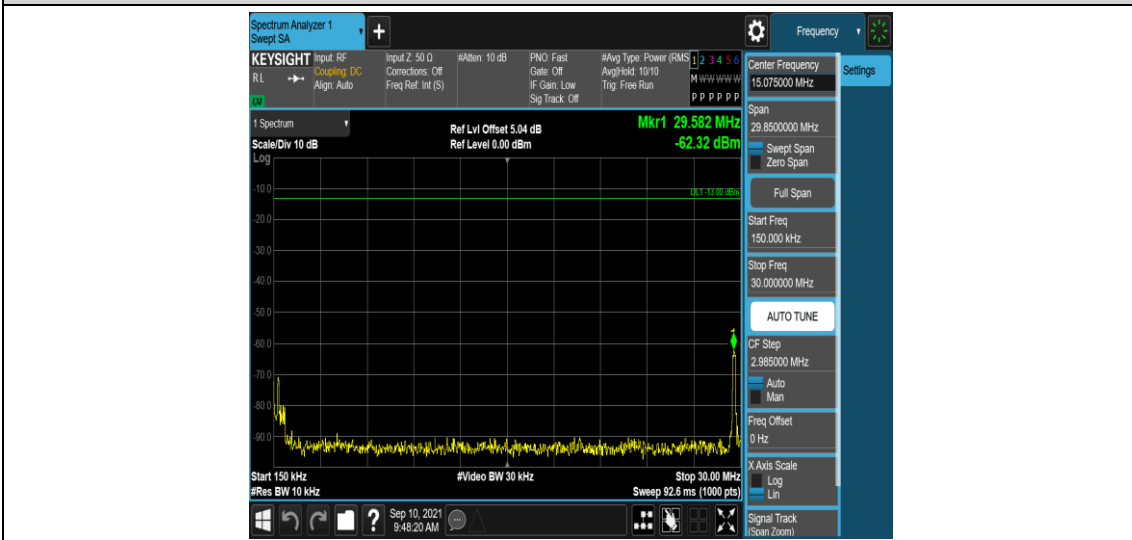 Spectrum Analyzer 1
Swept SA
+
Frequency
KEYSIGHT
RL
LXI
Input: RF
Coupling: DC
Align: Auto
Input Z: 50 Ω
Corrections: Off
Freq Ref: Int (S)
#Atten: 10 dB
PNO: Fast
Gate: Off
IF Gain: Low
Sig Track: Off
#Avg Type: Power (RMS
Avg|Hold: 10/10
Trig: Free Run
1 2 3 4 5 6
M W W W W W
P P P P P P
1 Spectrum
Scale/Div 10 dB
Ref Lvl Offset 5.04 dB
Ref Level 0.00 dBm
Mkr1 29.582 MHz
-62.32 dBm
Log
DL1 -13.00 dBm
-10.0
-20.0
-30.0
-40.0
-50.0
-60.0
-70.0
-80.0
-90.0
Start 150 kHz
#Res BW 10 kHz
#Video BW 30 kHz
Stop 30.00 MHz
Sweep 92.6 ms (1000 pts)
Center Frequency
15.075000 MHz
Settings
Span
29.8500000 MHz
Swept Span
Zero Span
Full Span
Start Freq
150.000 kHz
Stop Freq
30.000000 MHz
AUTO TUNE
CF Step
2.985000 MHz
Auto
Man
Freq Offset
0 Hz
X Axis Scale
Log
Lin
Signal Track
(Span Zoom)
?
Sep 10, 2021
9:48:20 AM